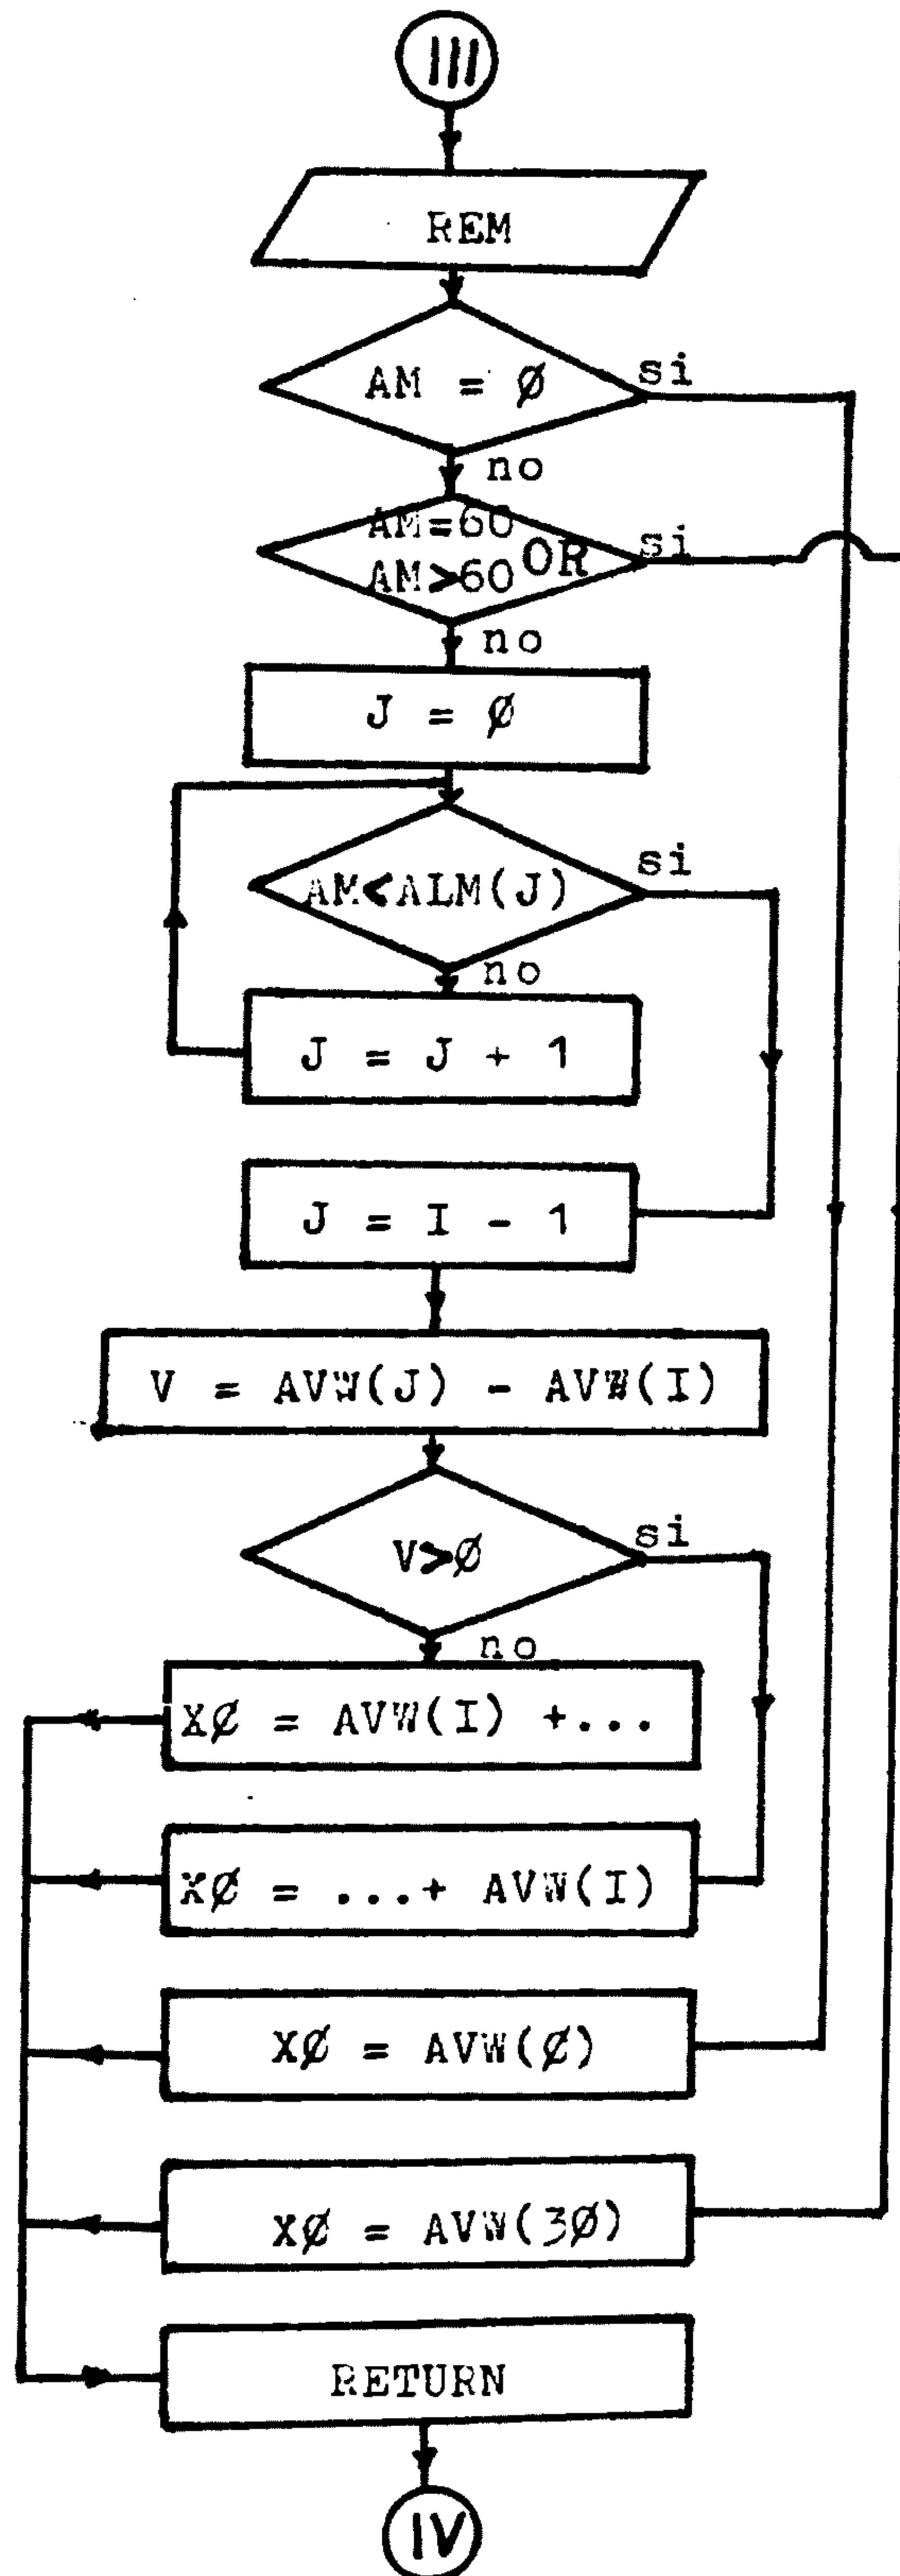 III
REM
AM = Ø
si
no
AM=60
AM>60 OR
si
no
J = Ø
AM<ALM(J)
si
no
J = J + 1
J = I - 1
V = AVW(J) - AVW(I)
V>Ø
si
no
XØ = AVW(I) +...
XØ = ...+ AVW(I)
XØ = AVW(Ø)
XØ = AVW(3Ø)
RETURN
IV